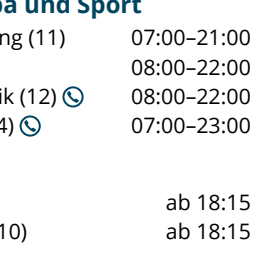 pa und Sport
ng (11) 07:00–21:00
08:00–22:00
ik (12) 08:00–22:00
4) 07:00–23:00
ab 18:15
10) ab 18:15